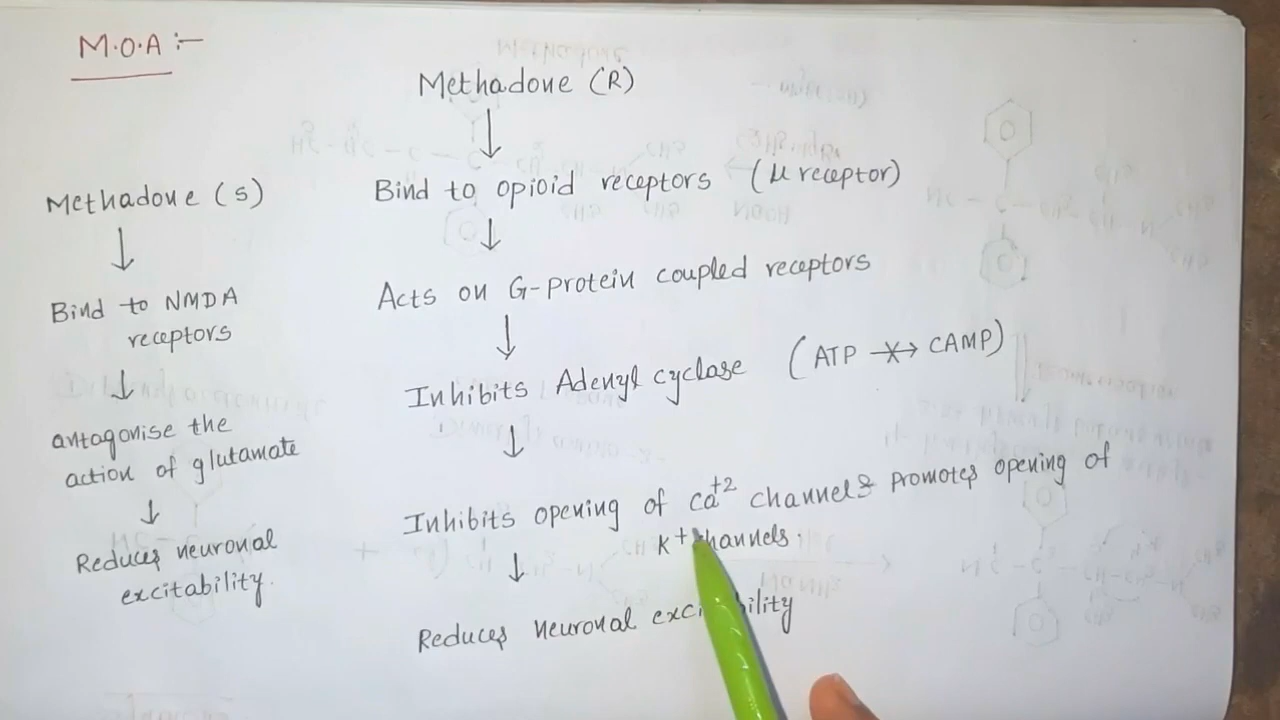 M.O.A :-
Methadone (R)
Bind to opioid receptors (μ receptor)
Acts on G-protein coupled receptors
Inhibits Adenyl cyclase (ATP CAMP)
Inhibits opening of Ca+2 channels & promotes opening of
K+ channels.
Reduces neuronal
Methadone (S)
Bind to NMDA
receptors
antagonise the
action of glutamate
Reduces neuronal
excitability.